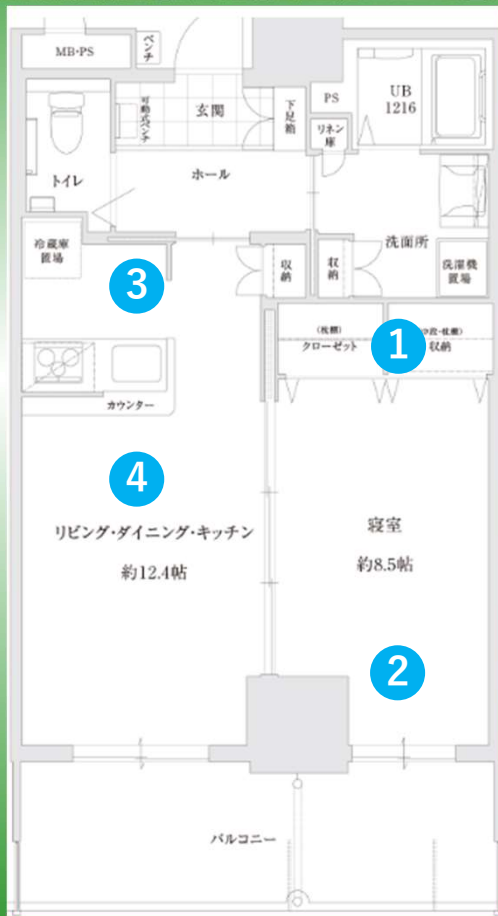 MB・PS
ベンチ
可動式ベンチ
玄関
下足箱
PS
UB
1216
リネン
庫
トイレ
ホール
洗面所
冷蔵庫
置場
収納
収納
洗濯機
置場
3
(枕棚)
クローゼット
1
収納
カウンター
4
リビング・ダイニング・キッチン
約12.4帖
寝室
約8.5帖
2
バルコニー